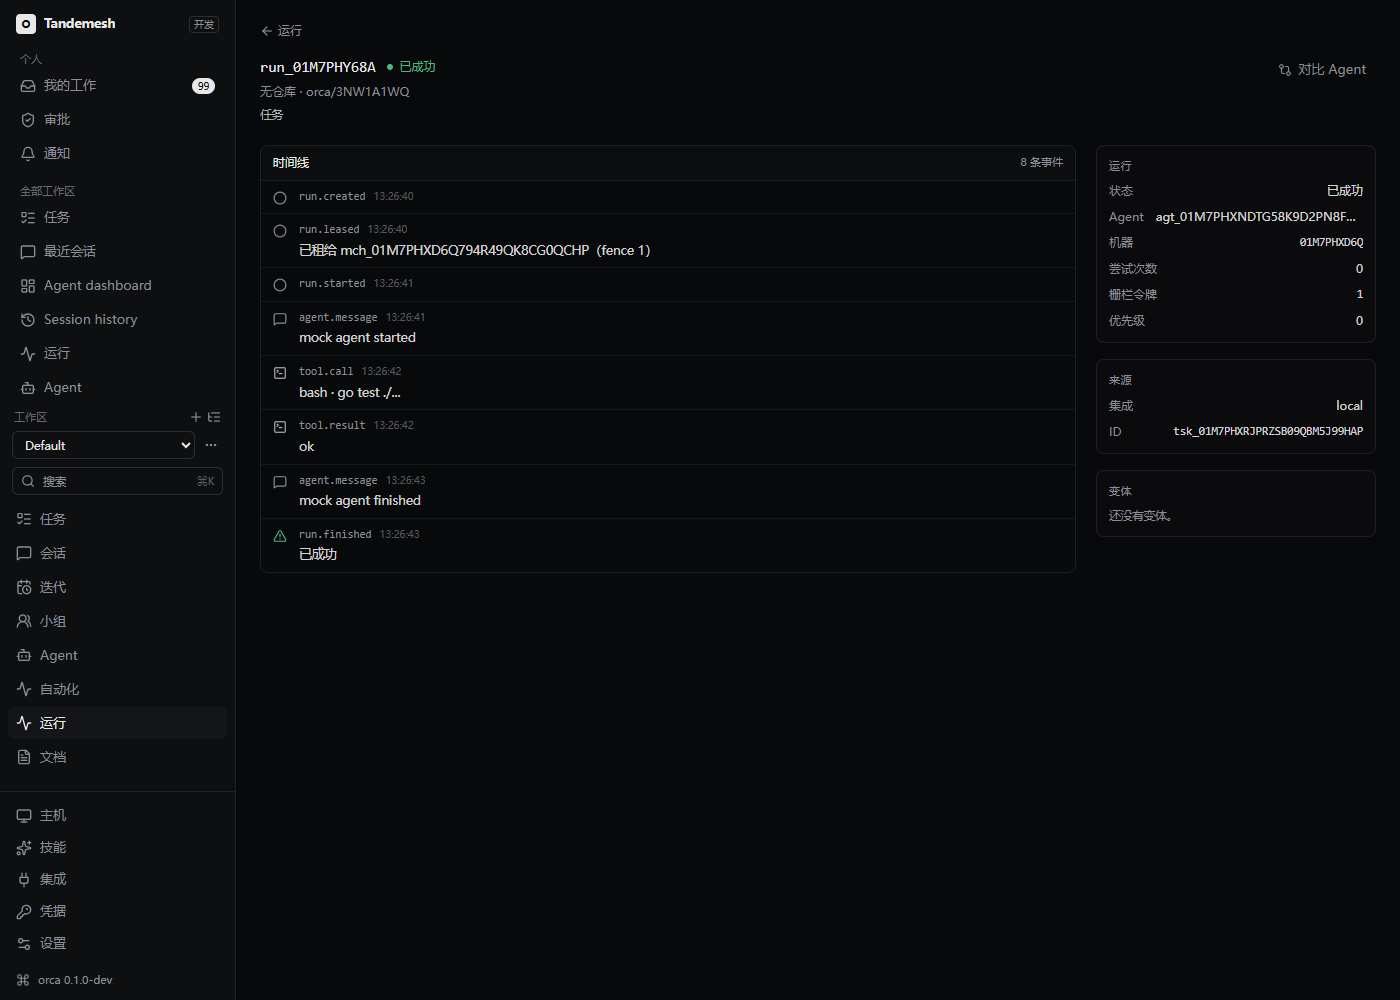 Tandemesh
开发
个人
我的工作
99
审批
通知
全部工作区
任务
最近会话
Agent dashboard
Session history
运行
Agent
工作区
Default
搜索
⌘K
任务
会话
迭代
小组
Agent
自动化
运行
文档
主机
技能
集成
凭据
设置
orca 0.1.0-dev
运行
run_01M7PHY68A
已成功
无仓库 · orca/3NW1A1WQ
任务
对比 Agent
时间线
8 条事件
run.created 13:26:40
run.leased 13:26:40
已租给 mch_01M7PHXD6Q794R49QK8CG0QCHP（fence 1）
run.started 13:26:41
agent.message 13:26:41
mock agent started
tool.call 13:26:42
bash · go test ./...
tool.result 13:26:42
ok
agent.message 13:26:43
mock agent finished
run.finished 13:26:43
已成功
运行
状态 已成功
Agent agt_01M7PHXNDTG58K9D2PN8F...
机器 01M7PHXD6Q
尝试次数 0
栅栏令牌 1
优先级 0
来源
集成 local
ID tsk_01M7PHXRJPRZSB09QBM5J99HAP
变体
还没有变体。